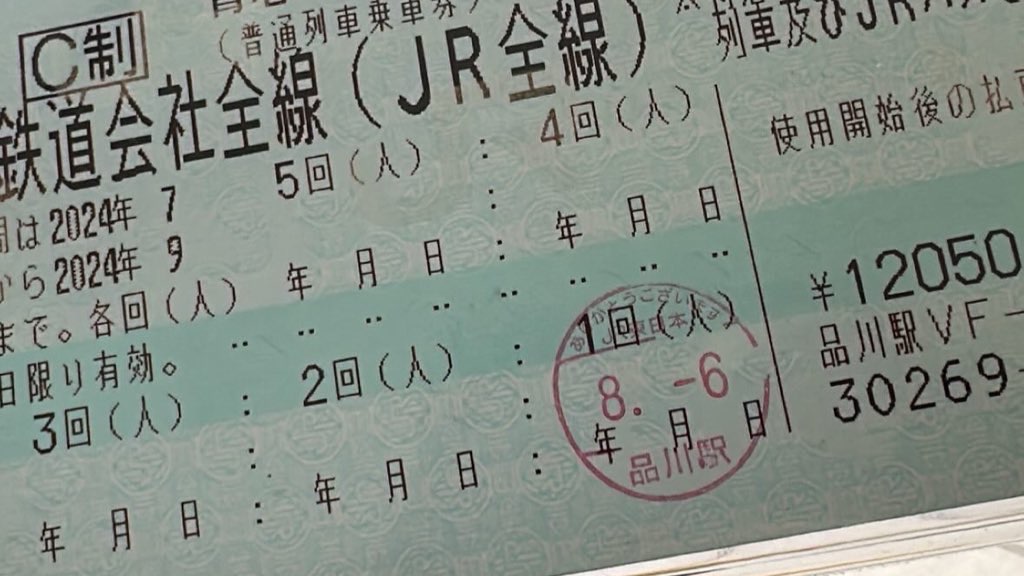 C制
(普通列車乗車券)
鉄道会社全線(JR全線)
列車及びJR
5回(人) : 4回(人)
使用開始後の払
間は2024年 7
から2024年 9
年 月 日 : 年 月 日
まで。各回(人)
日限り有効。
¥12050
品川駅VF-
30269-
3回(人) : 2回(人) : 1回(人)
年 月 日 : 年 月 日 : 年 月 日
ありがとうございます
JR東日本
8.-6
品川駅